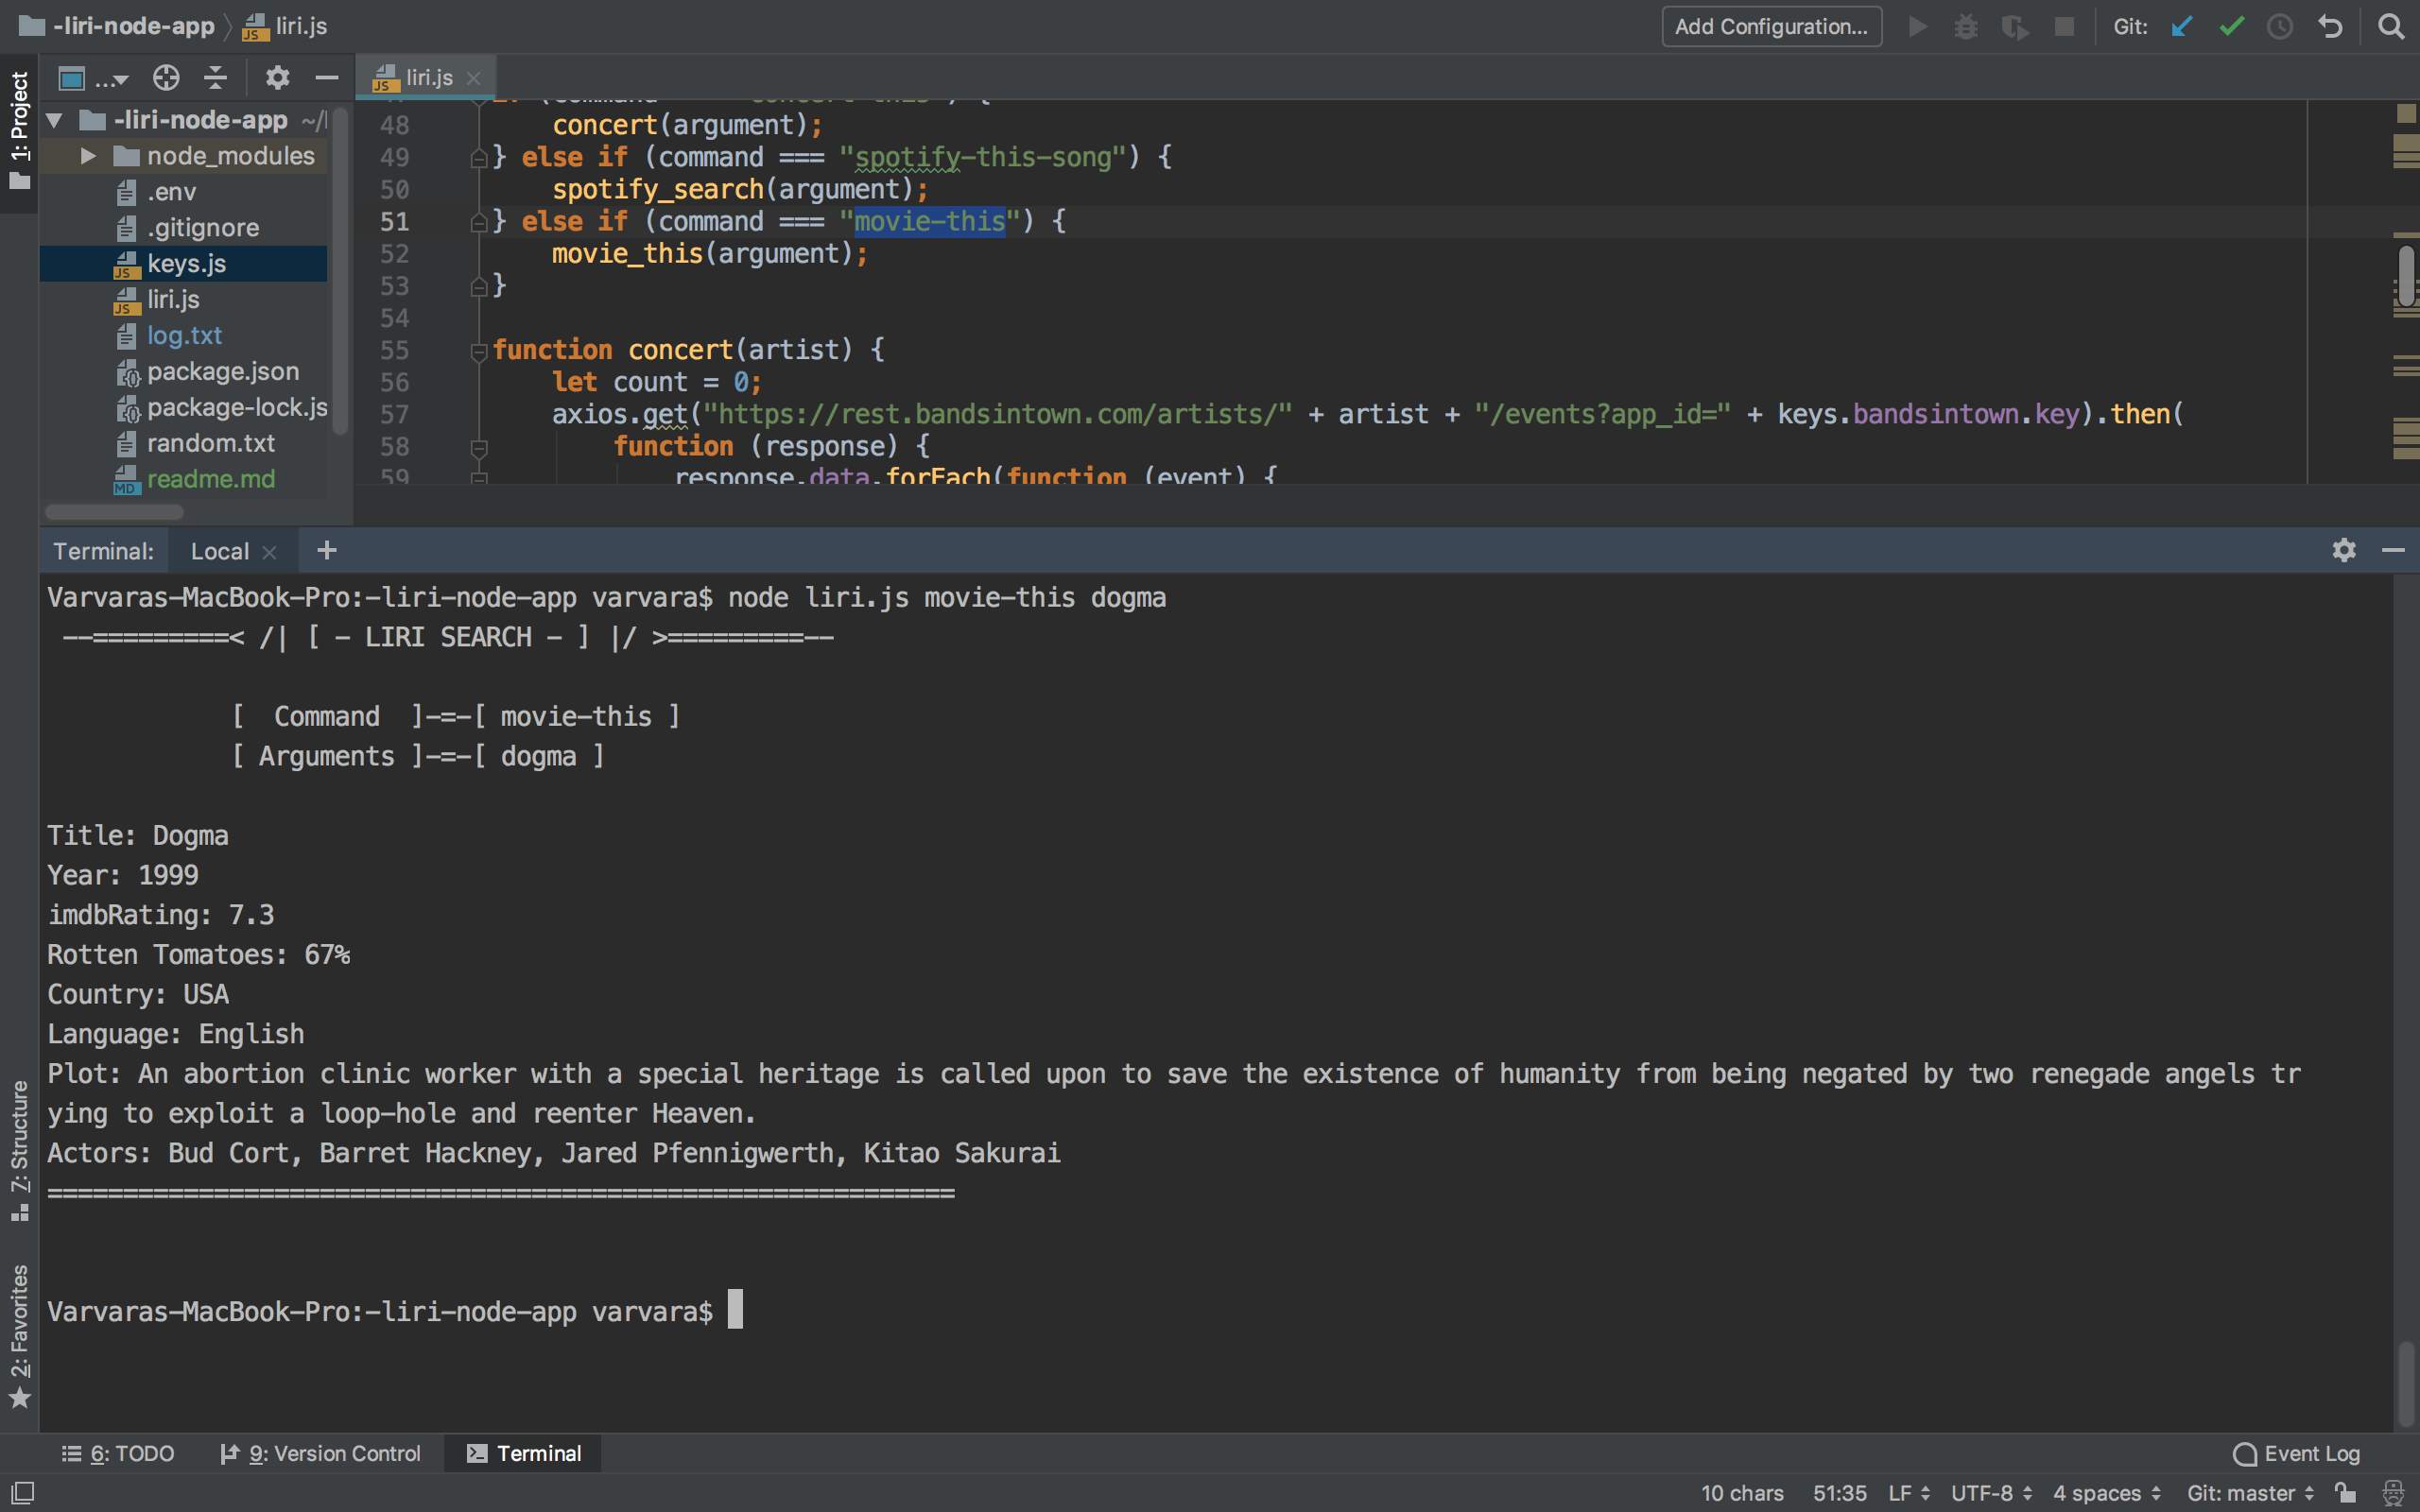 -liri-node-app 〉 liri.js
Add Configuration...
Git:
1: Project
...
liri.js
-liri-node-app ~/
node_modules
.env
.gitignore
keys.js
liri.js
log.txt
package.json
package-lock.js
random.txt
readme.md
48 concert(argument);
49 } else if (command === "spotify-this-song") {
50 spotify_search(argument);
51 } else if (command === "movie-this") {
52 movie_this(argument);
53 }
54
55 function concert(artist) {
56 let count = 0;
57 axios.get("https://rest.bandsintown.com/artists/" + artist + "/events?app_id=" + keys.bandsintown.key).then(
58 function (response) {
59 response.data.forEach(function (event) {
Terminal: Local +
Varvaras-MacBook-Pro:-liri-node-app varvara$ node liri.js movie-this dogma
--=========< /| [ - LIRI SEARCH - ] |/ >=========--
[ Command ]-=-[ movie-this ]
[ Arguments ]-=-[ dogma ]
Title: Dogma
Year: 1999
imdbRating: 7.3
Rotten Tomatoes: 67%
Country: USA
Language: English
Plot: An abortion clinic worker with a special heritage is called upon to save the existence of humanity from being negated by two renegade angels tr
ying to exploit a loop-hole and reenter Heaven.
Actors: Bud Cort, Barret Hackney, Jared Pfennigwerth, Kitao Sakurai
============================================================
Varvaras-MacBook-Pro:-liri-node-app varvara$
7: Structure
2: Favorites
6: TODO
9: Version Control
Terminal
Event Log
10 chars 51:35 LF UTF-8 4 spaces Git: master